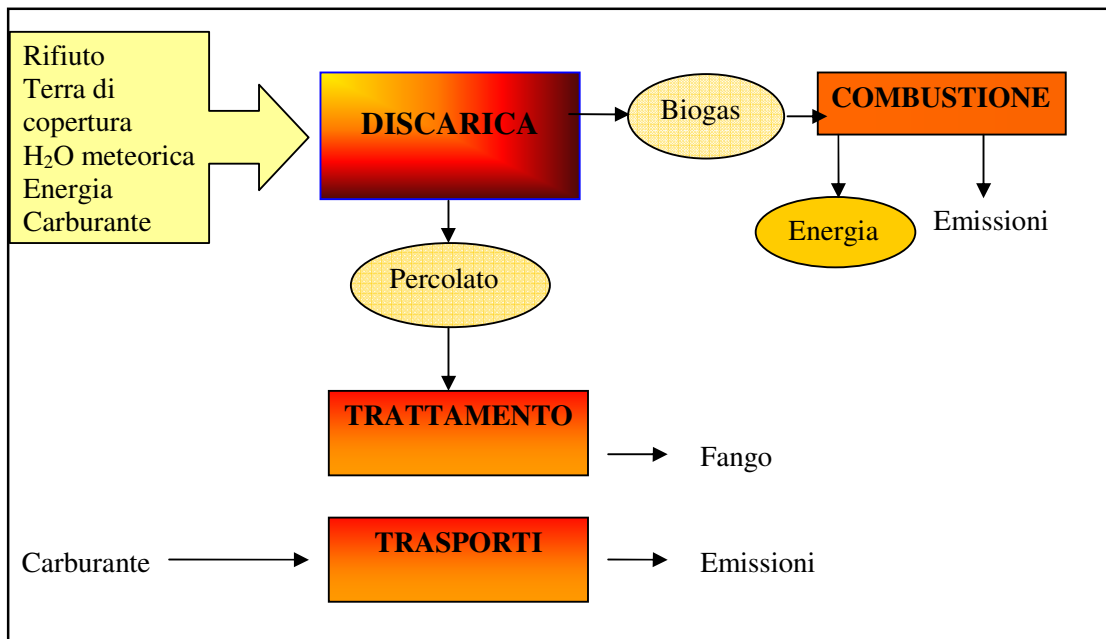 Rifiuto
Terra di
copertura
H₂O meteorica
Energia
Carburante
DISCARICA
Biogas
COMBUSTIONE
Energia
Emissioni
Percolato
TRATTAMENTO
Fango
Carburante
TRASPORTI
Emissioni